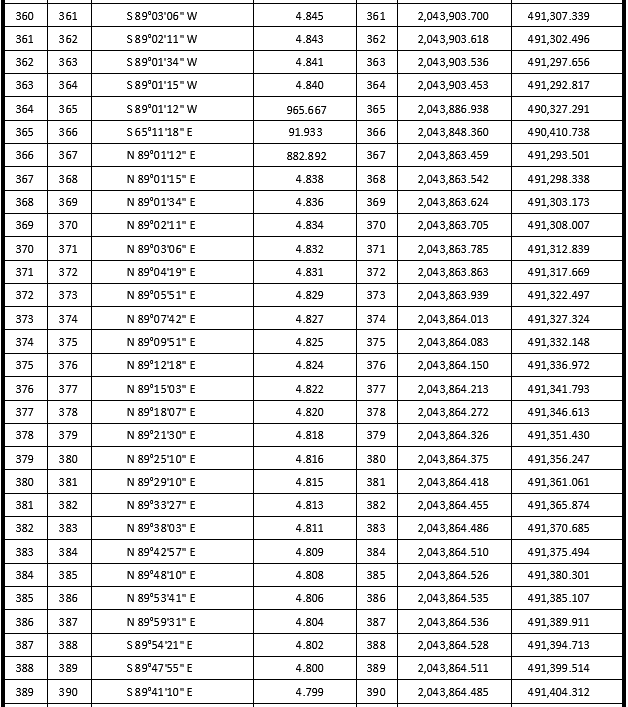 360 361 S 89°03'06" W 4.845 361 2,043,903.700 491,307.339
361 362 S 89°02'11" W 4.843 362 2,043,903.618 491,302.496
362 363 S 89°01'34" W 4.841 363 2,043,903.536 491,297.656
363 364 S 89°01'15" W 4.840 364 2,043,903.453 491,292.817
364 365 S 89°01'12" W 965.667 365 2,043,886.938 490,327.291
365 366 S 65°11'18" E 91.933 366 2,043,848.360 490,410.738
366 367 N 89°01'12" E 882.892 367 2,043,863.459 491,293.501
367 368 N 89°01'15" E 4.838 368 2,043,863.542 491,298.338
368 369 N 89°01'34" E 4.836 369 2,043,863.624 491,303.173
369 370 N 89°02'11" E 4.834 370 2,043,863.705 491,308.007
370 371 N 89°03'06" E 4.832 371 2,043,863.785 491,312.839
371 372 N 89°04'19" E 4.831 372 2,043,863.863 491,317.669
372 373 N 89°05'51" E 4.829 373 2,043,863.939 491,322.497
373 374 N 89°07'42" E 4.827 374 2,043,864.013 491,327.324
374 375 N 89°09'51" E 4.825 375 2,043,864.083 491,332.148
375 376 N 89°12'18" E 4.824 376 2,043,864.150 491,336.972
376 377 N 89°15'03" E 4.822 377 2,043,864.213 491,341.793
377 378 N 89°18'07" E 4.820 378 2,043,864.272 491,346.613
378 379 N 89°21'30" E 4.818 379 2,043,864.326 491,351.430
379 380 N 89°25'10" E 4.816 380 2,043,864.375 491,356.247
380 381 N 89°29'10" E 4.815 381 2,043,864.418 491,361.061
381 382 N 89°33'27" E 4.813 382 2,043,864.455 491,365.874
382 383 N 89°38'03" E 4.811 383 2,043,864.486 491,370.685
383 384 N 89°42'57" E 4.809 384 2,043,864.510 491,375.494
384 385 N 89°48'10" E 4.808 385 2,043,864.526 491,380.301
385 386 N 89°53'41" E 4.806 386 2,043,864.535 491,385.107
386 387 N 89°59'31" E 4.804 387 2,043,864.536 491,389.911
387 388 S 89°54'21" E 4.802 388 2,043,864.528 491,394.713
388 389 S 89°47'55" E 4.800 389 2,043,864.511 491,399.514
389 390 S 89°41'10" E 4.799 390 2,043,864.485 491,404.312